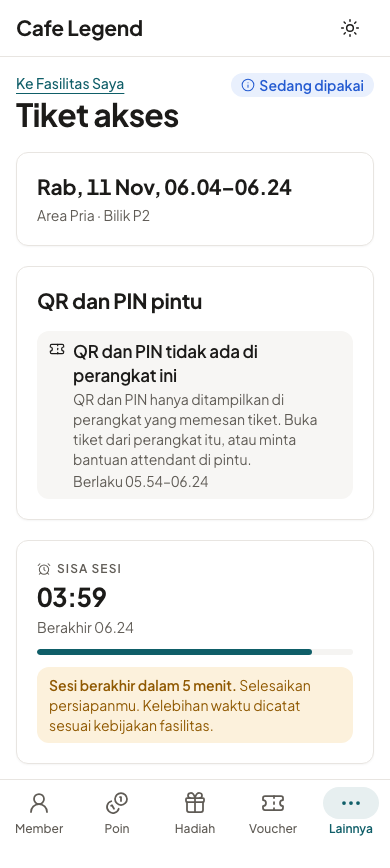 Cafe Legend
Ke Fasilitas Saya
Sedang dipakai
Tiket akses
Rab, 11 Nov, 06.04–06.24
Area Pria · Bilik P2
QR dan PIN pintu
QR dan PIN tidak ada di
perangkat ini
QR dan PIN hanya ditampilkan di
perangkat yang memesan tiket. Buka
tiket dari perangkat itu, atau minta
bantuan attendant di pintu.
Berlaku 05.54–06.24
SISA SESI
03:59
Berakhir 06.24
Sesi berakhir dalam 5 menit. Selesaikan
persiapanmu. Kelebihan waktu dicatat
sesuai kebijakan fasilitas.
Member
Poin
Hadiah
Voucher
Lainnya